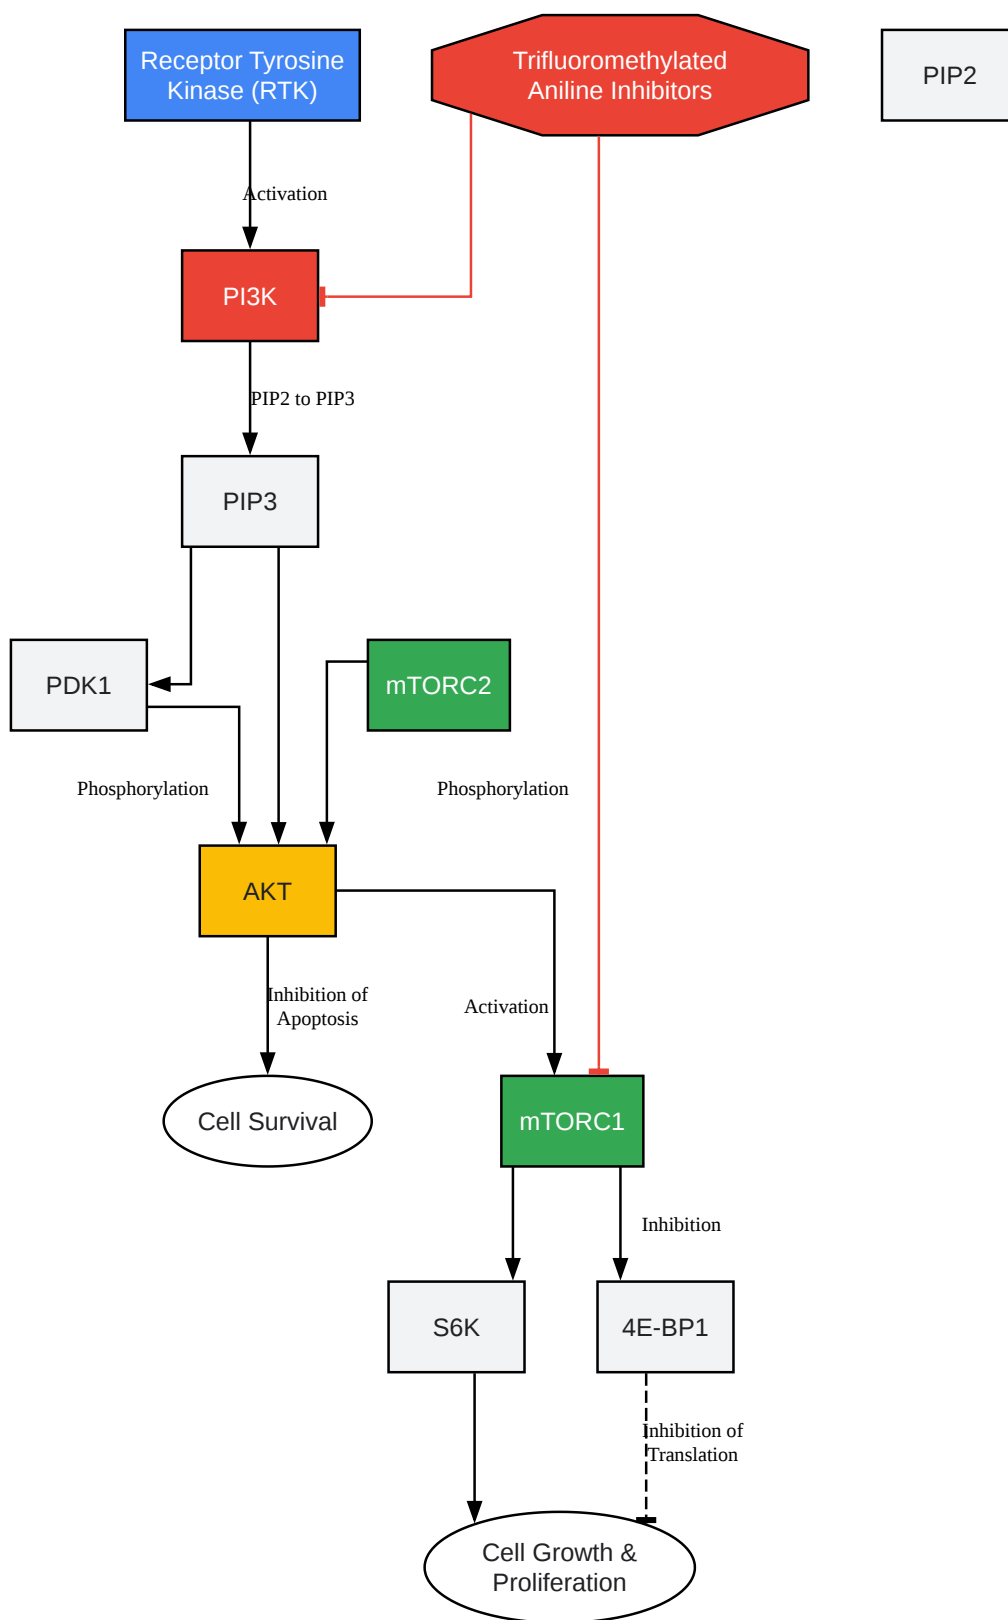 Receptor Tyrosine
Kinase (RTK)
Trifluoromethylated
Aniline Inhibitors
PIP2
Activation
PI3K
PIP2 to PIP3
PIP3
PDK1
mTORC2
Phosphorylation
Phosphorylation
AKT
Inhibition of
Apoptosis
Activation
Cell Survival
mTORC1
Inhibition
S6K
4E-BP1
Inhibition of
Translation
Cell Growth &
Proliferation